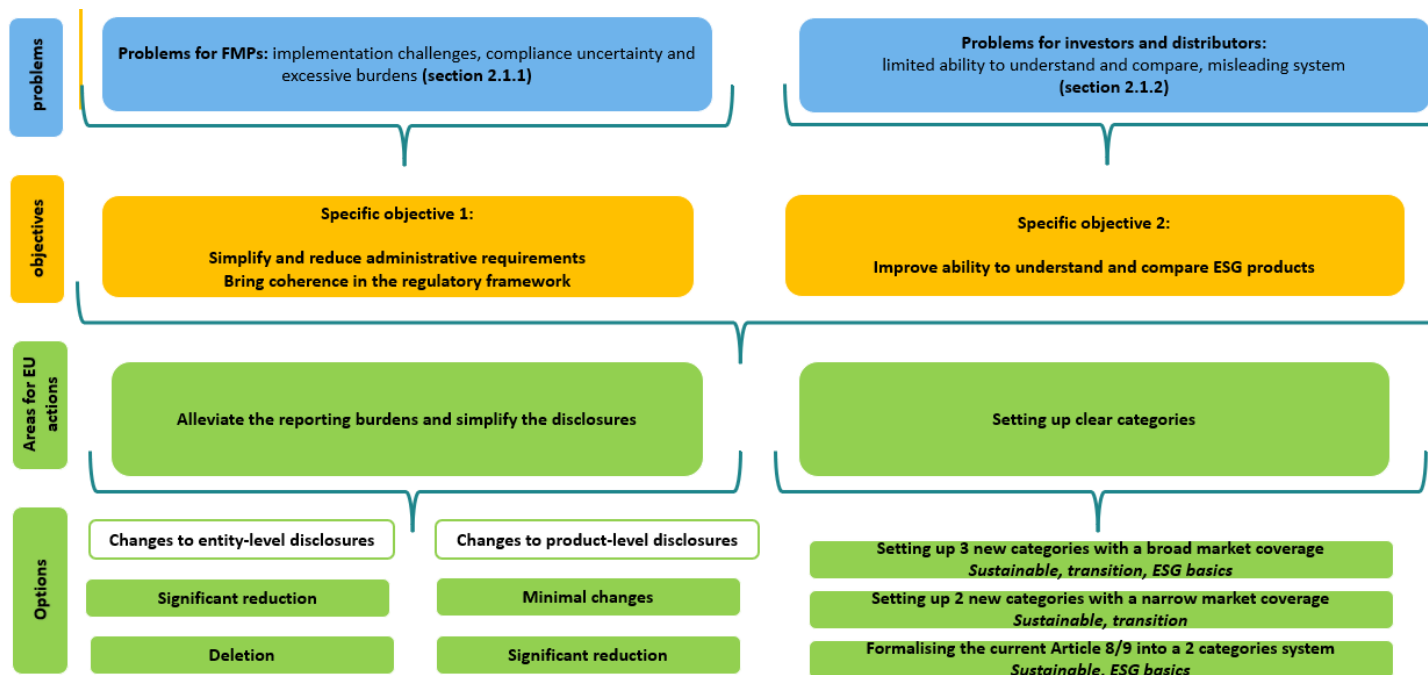 problems
Problems for FMPs: implementation challenges, compliance uncertainty and
excessive burdens (section 2.1.1)
Problems for investors and distributors:
limited ability to understand and compare, misleading system
(section 2.1.2)
objectives
Specific objective 1:
Simplify and reduce administrative requirements
Bring coherence in the regulatory framework
Specific objective 2:
Improve ability to understand and compare ESG products
Areas for EU
actions
Alleviate the reporting burdens and simplify the disclosures
Setting up clear categories
Options
Changes to entity-level disclosures
Significant reduction
Deletion
Changes to product-level disclosures
Minimal changes
Significant reduction
Setting up 3 new categories with a broad market coverage
Sustainable, transition, ESG basics
Setting up 2 new categories with a narrow market coverage
Sustainable, transition
Formalising the current Article 8/9 into a 2 categories system
Sustainable, ESG basics